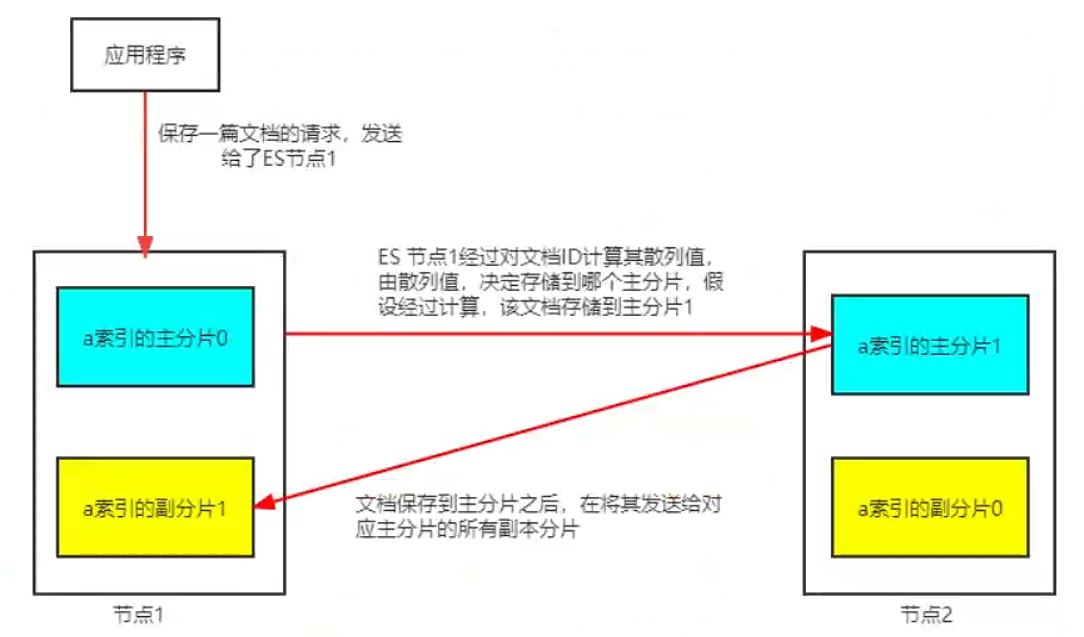 应用程序
保存一篇文档的请求，发送
给了ES节点1
ES 节点1经过对文档ID计算其散列值，
由散列值，决定存储到哪个主分片，假
设经过计算，该文档存储到主分片1
a索引的主分片0
a索引的主分片1
a索引的副分片1
a索引的副分片0
文档保存到主分片之后，在将其发送给对
应主分片的所有副本分片
节点1
节点2